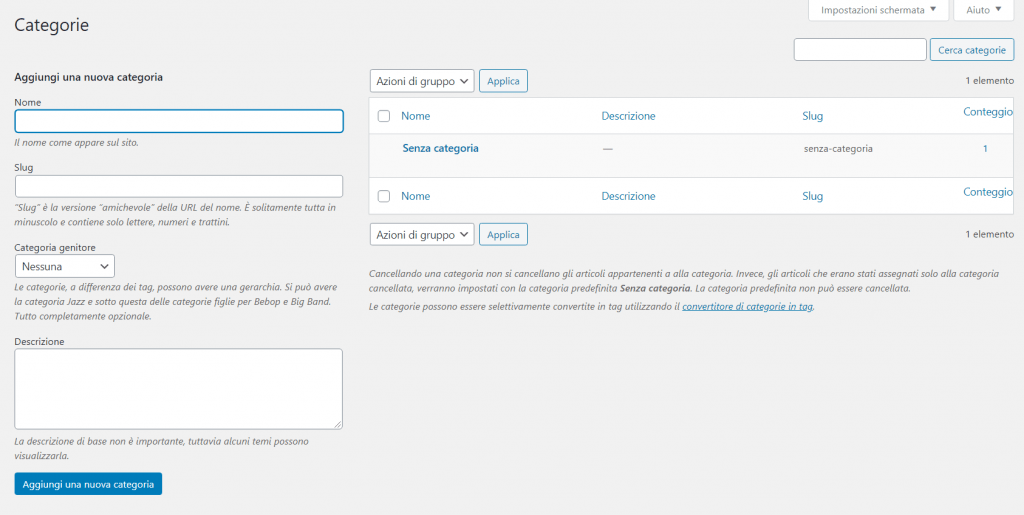 Impostazioni schermata
Aiuto
Categorie
Cerca categorie
Aggiungi una nuova categoria
Nome
Il nome come appare sul sito.
Slug
"Slug" è la versione "amichevole" della URL del nome. È solitamente tutta in
minuscolo e contiene solo lettere, numeri e trattini.
Categoria genitore
Nessuna
Le categorie, a differenza dei tag, possono avere una gerarchia. Si può avere
la categoria Jazz e sotto questa delle categorie figlie per Bebop e Big Band.
Tutto completamente opzionale.
Descrizione
La descrizione di base non è importante, tuttavia alcuni temi possono
visualizzarla.
Aggiungi una nuova categoria
Azioni di gruppo Applica 1 elemento
Nome Descrizione Slug Conteggio
Senza categoria — senza-categoria 1
Nome Descrizione Slug Conteggio
Azioni di gruppo Applica 1 elemento
Cancellando una categoria non si cancellano gli articoli appartenenti a alla categoria. Invece, gli articoli che erano stati assegnati solo alla categoria
cancellata, verranno impostati con la categoria predefinita Senza categoria. La categoria predefinita non può essere cancellata.
Le categorie possono essere selettivamente convertite in tag utilizzando il convertitore di categorie in tag.